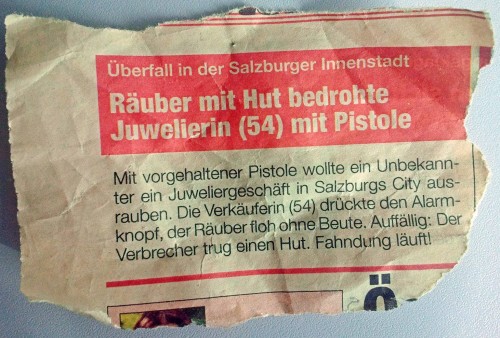 Überfall in der Salzburger Innenstadt
Räuber mit Hut bedrohte
Juwelierin (54) mit Pistole
Mit vorgehaltener Pistole wollte ein Unbekann-
ter ein Juweliergeschäft in Salzburgs City aus-
rauben. Die Verkäuferin (54) drückte den Alarm-
knopf, der Räuber floh ohne Beute. Auffällig: Der
Verbrecher trug einen Hut. Fahndung läuft!